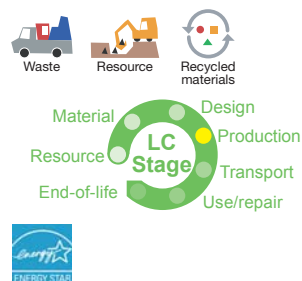 Waste
Resource
Recycled
materials
Material
Design
LC
Stage
Production
Resource
Transport
End-of-life
Use/repair
energy
ENERGY STAR